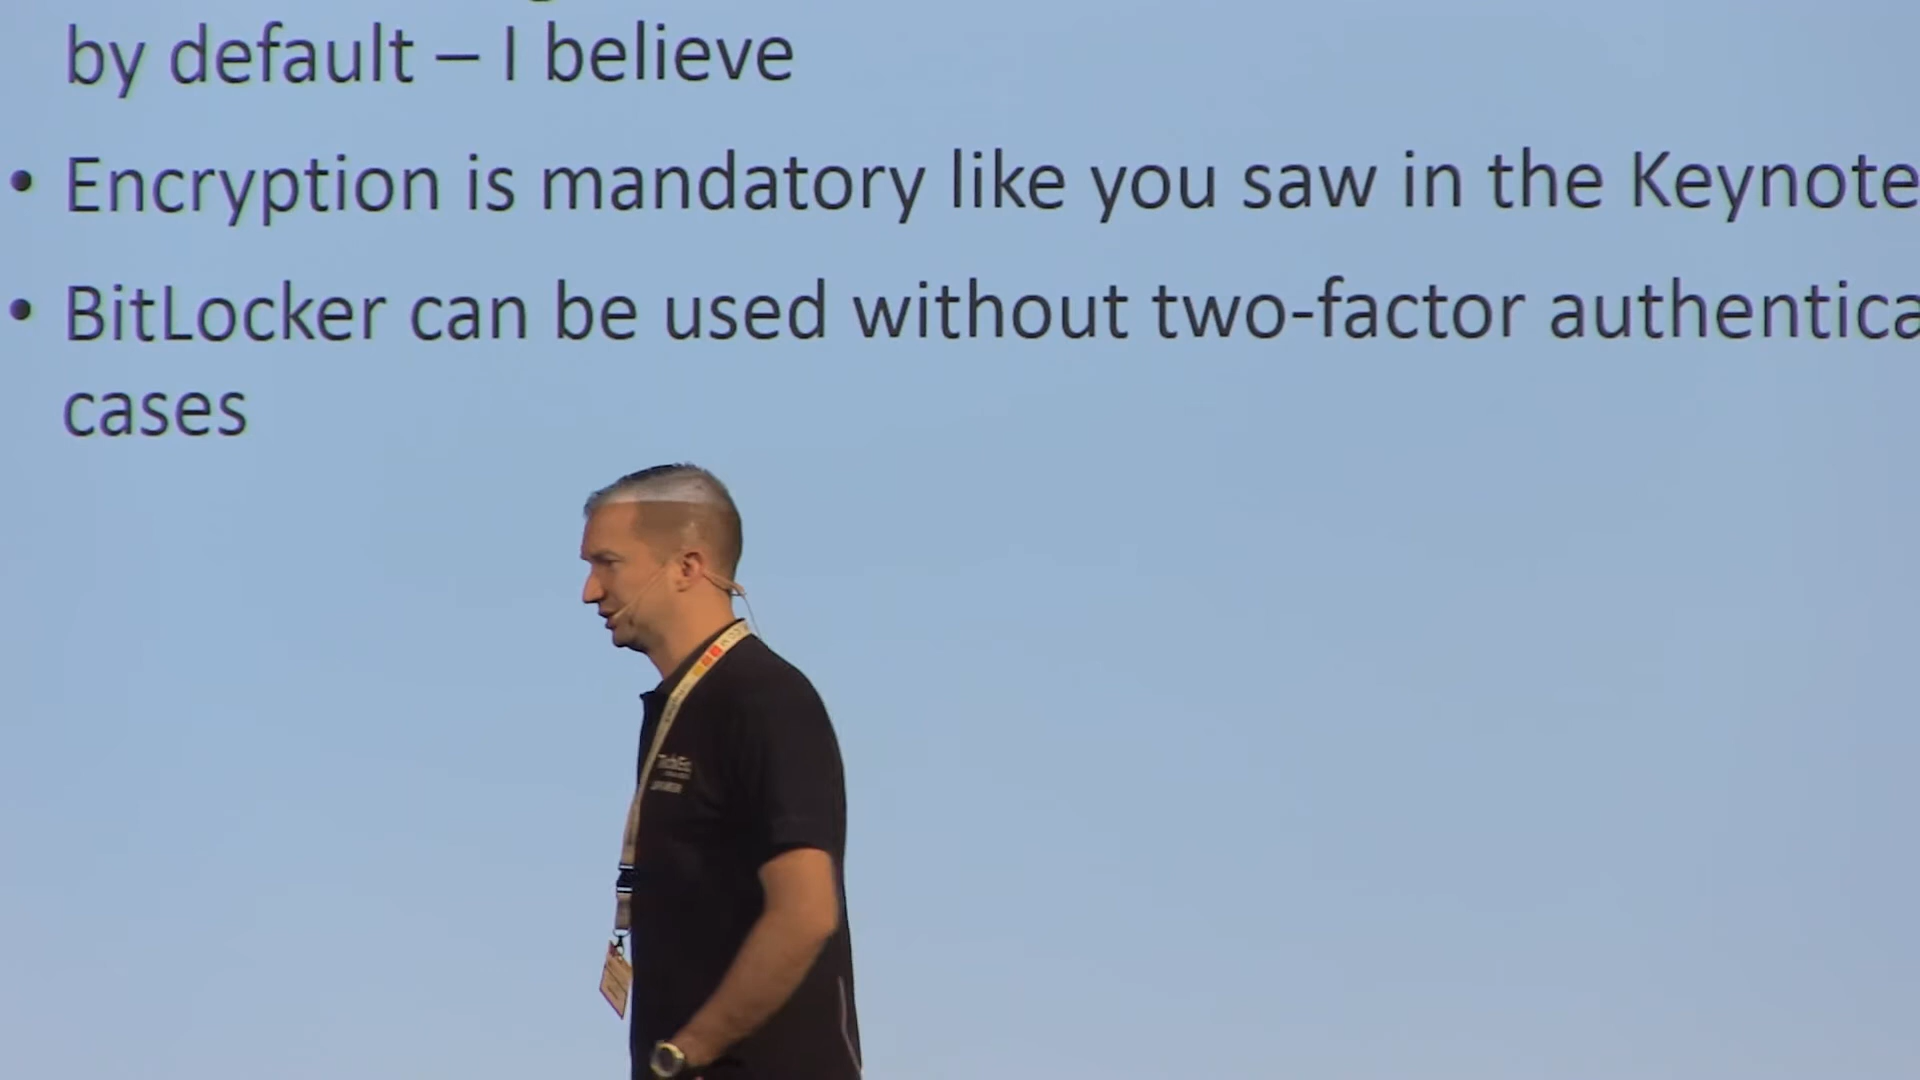 by default – I believe
• Encryption is mandatory like you saw in the Keynote
• BitLocker can be used without two-factor authentica
cases